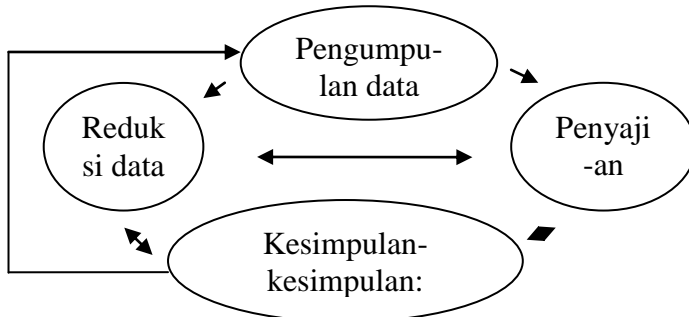 Pengumpu-
lan data
Reduk
si data
Penyaji
-an
Kesimpulan-
kesimpulan: